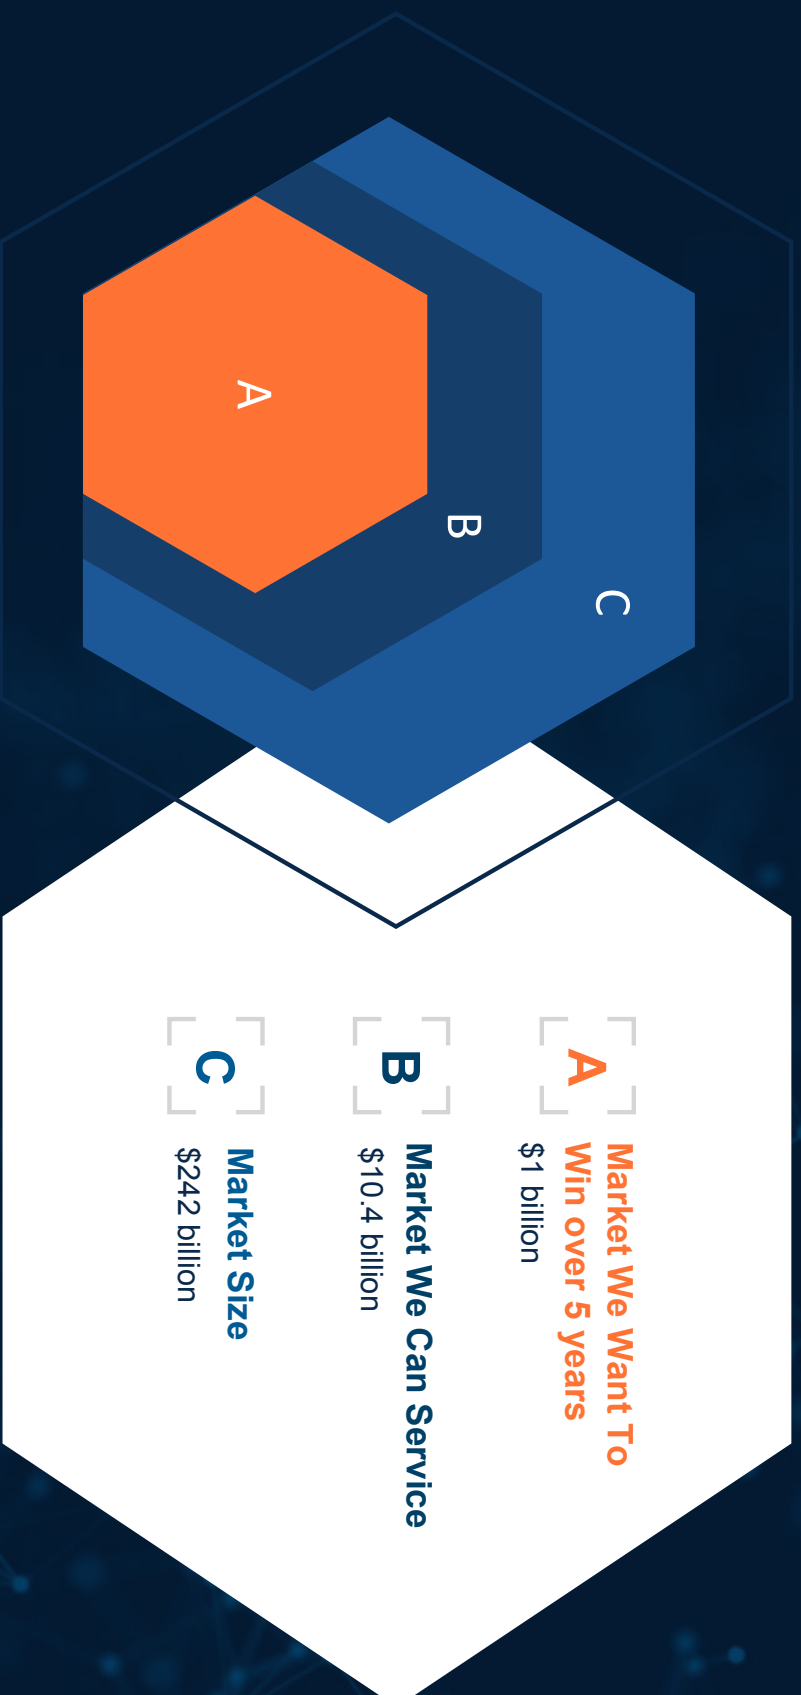 C
B
A
A
Market We Want To
Win over 5 years
$1 billion
B
Market We Can Service
$10.4 billion
C
Market Size
$242 billion